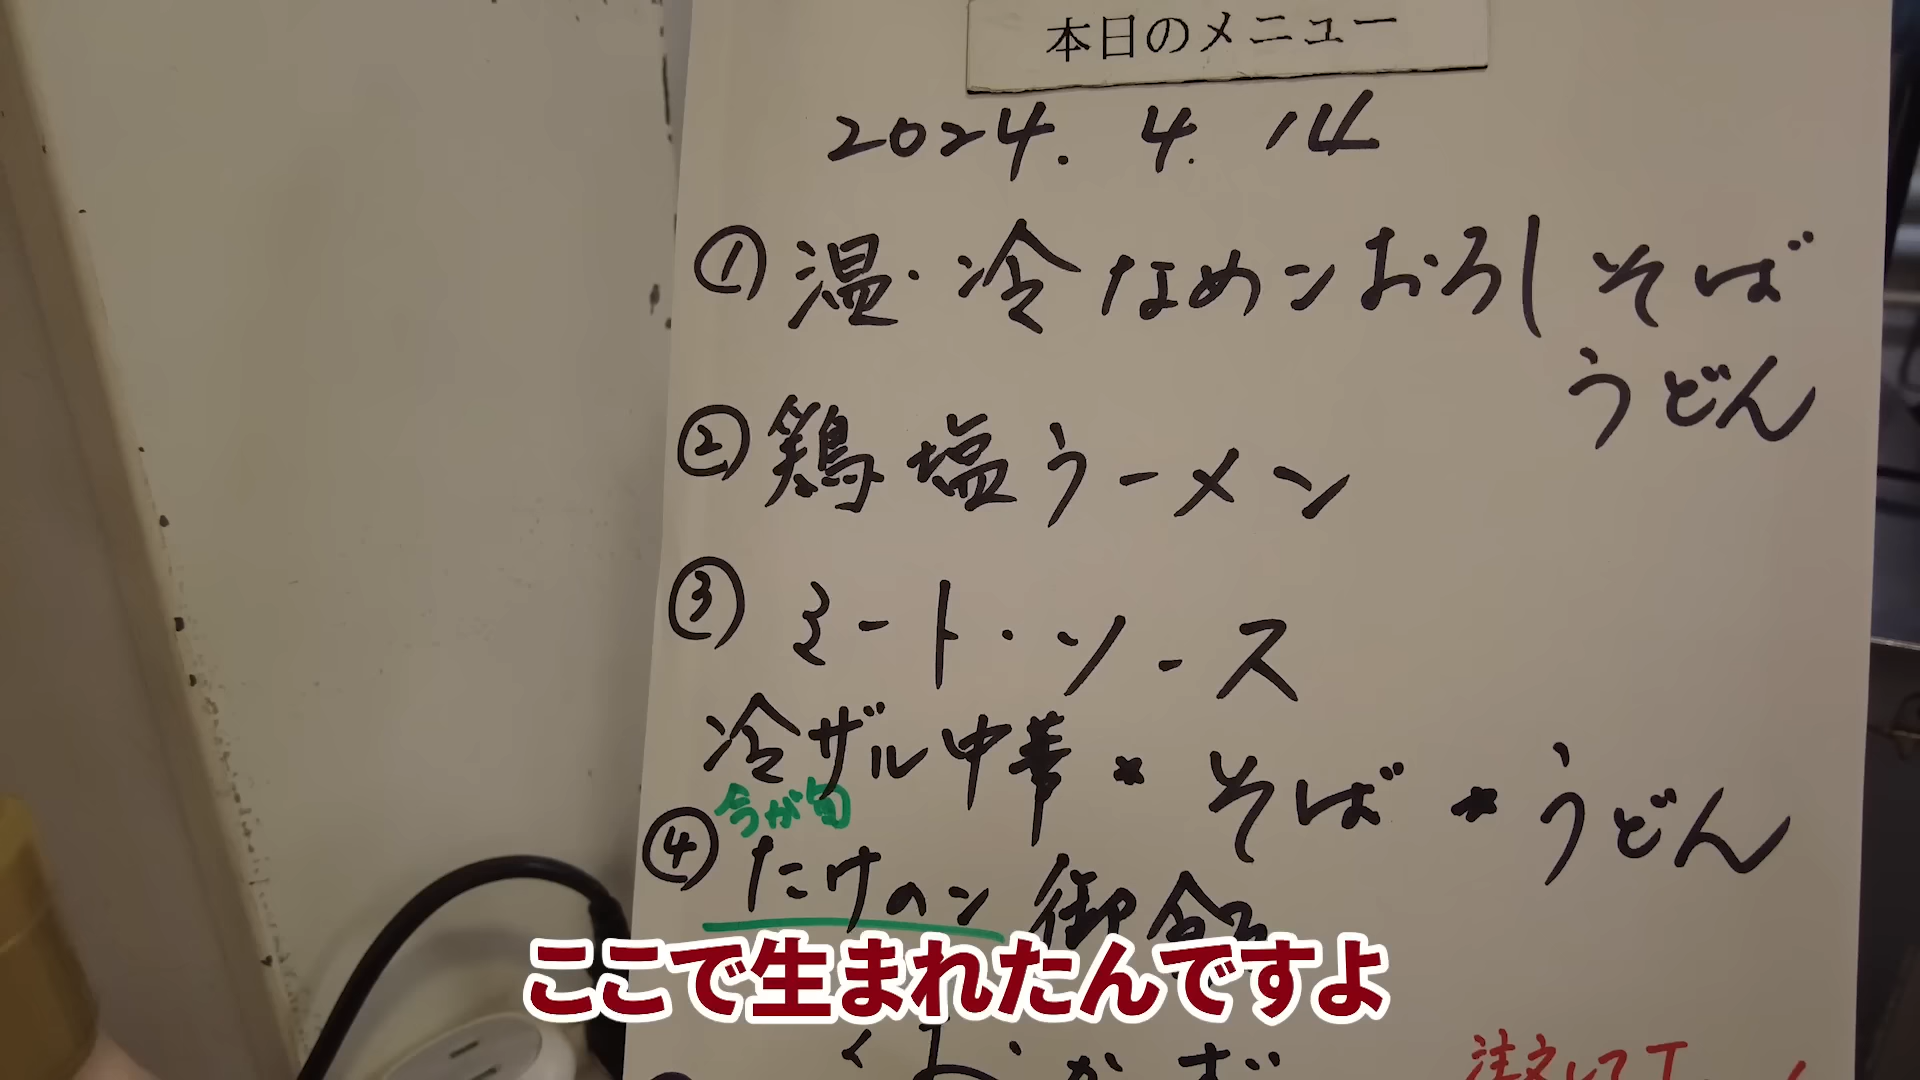 本日のメニュー
2024. 4. 14
① 温・冷なめこおろしそば
うどん
② 鶏塩ラーメン
③ ミート・ソース
冷ザル中華*そば*うどん
今が旬
④ たけのこ御飯
ここで生まれたんですよ